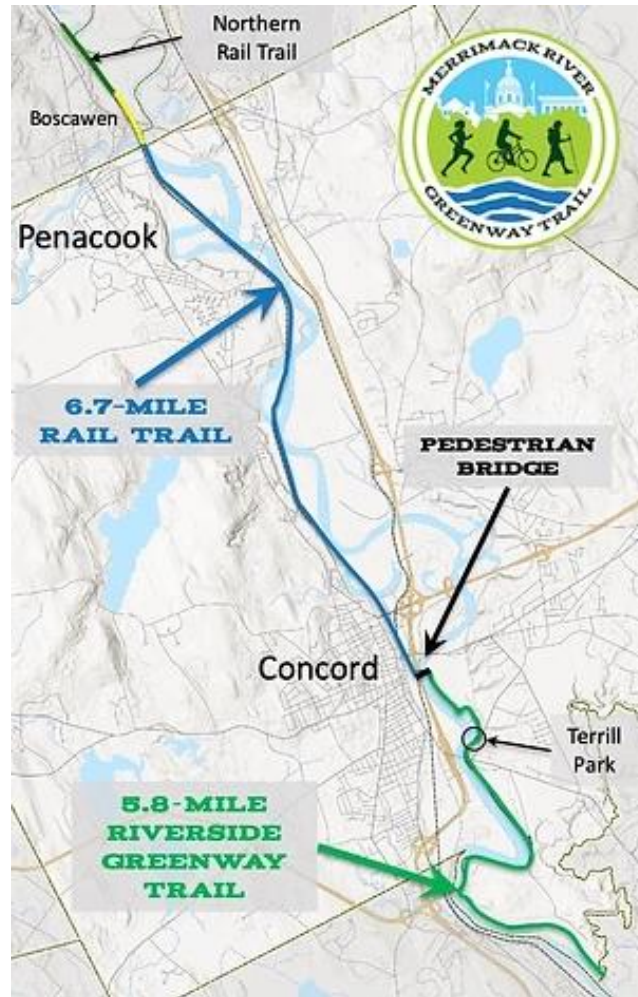 Northern
Rail Trail
MERRIMACK RIVER
GREENWAY TRAIL
Boscawen
Penacook
6.7-MILE
RAIL TRAIL
PEDESTRIAN
BRIDGE
Concord
Terrill
Park
5.8-MILE
RIVERSIDE
GREENWAY
TRAIL